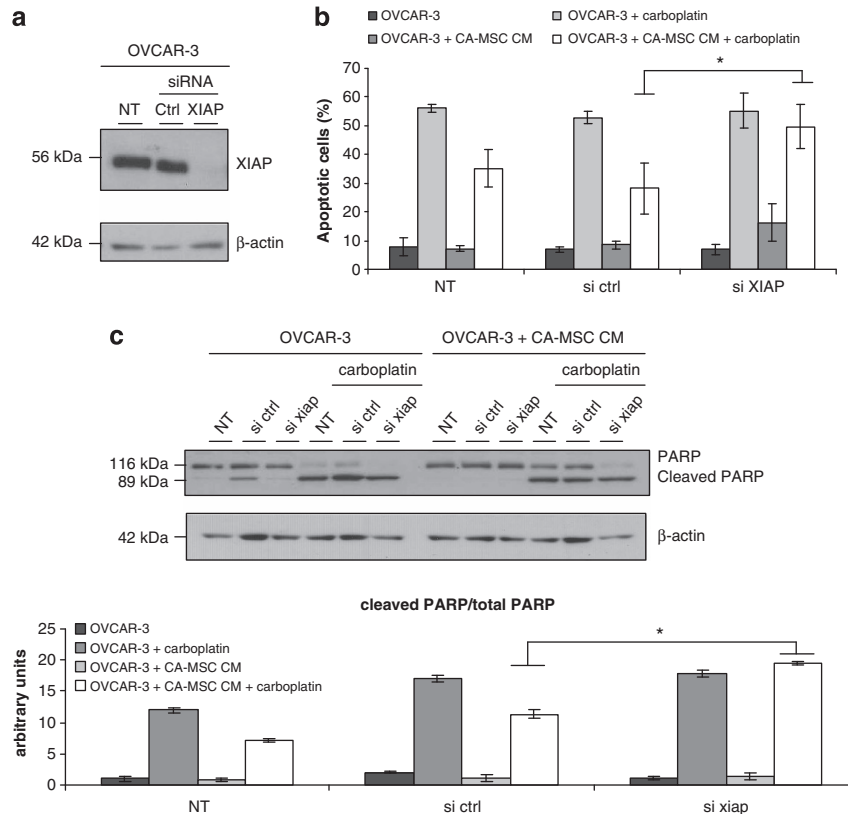 a
OVCAR-3
siRNA
NT Ctrl XIAP
56 kDa
XIAP
42 kDa
β-actin
b
OVCAR-3
OVCAR-3 + carboplatin
OVCAR-3 + CA-MSC CM
OVCAR-3 + CA-MSC CM + carboplatin
Apoptotic cells (%)
70
60
50
40
30
20
10
0
*
NT
si ctrl
si XIAP
c
OVCAR-3
OVCAR-3 + CA-MSC CM
carboplatin
carboplatin
NT
si ctrl
si xiap
NT
si ctrl
si xiap
NT
si ctrl
si xiap
NT
si ctrl
si xiap
116 kDa
PARP
89 kDa
Cleaved PARP
42 kDa
β-actin
cleaved PARP/total PARP
arbitrary units
25
20
15
10
5
0
OVCAR-3
OVCAR-3 + carboplatin
OVCAR-3 + CA-MSC CM
OVCAR-3 + CA-MSC CM + carboplatin
*
NT
si ctrl
si xiap